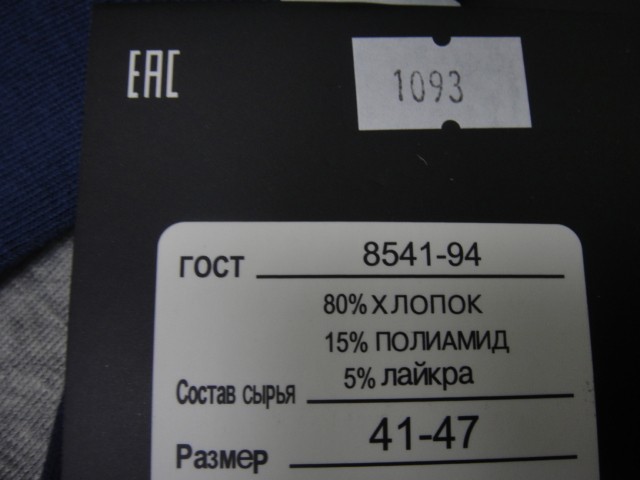 EAC
1093
ГОСТ 8541-94
80% ХЛОПОК
15% ПОЛИАМИД
Состав сырья 5% лайкра
Размер 41-47